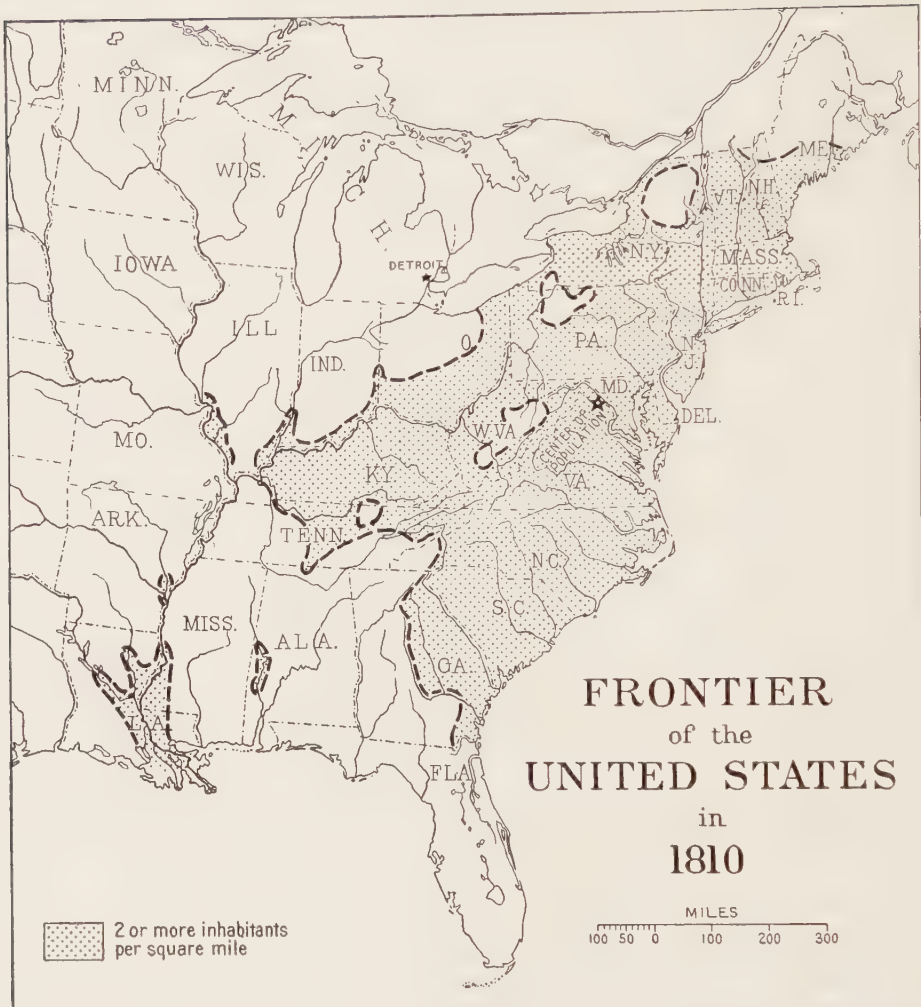 MINN.
WIS.
MICH.
IOWA
DETROIT
ILL
IND.
O.
MO.
ARK.
KY.
TENN.
MISS.
ALA.
LA.
GA.
FLA.
S.C.
N.C.
VA.
W.VA.
MD.
DEL.
N.J.
PA.
N.Y.
VT.
N.H.
ME.
MASS.
CONN.
R.I.
CENTER OF
POPULATION
FRONTIER
of the
UNITED STATES
in
1810
MILES
100 50 0 100 200 300
2 or more inhabitants
per square mile